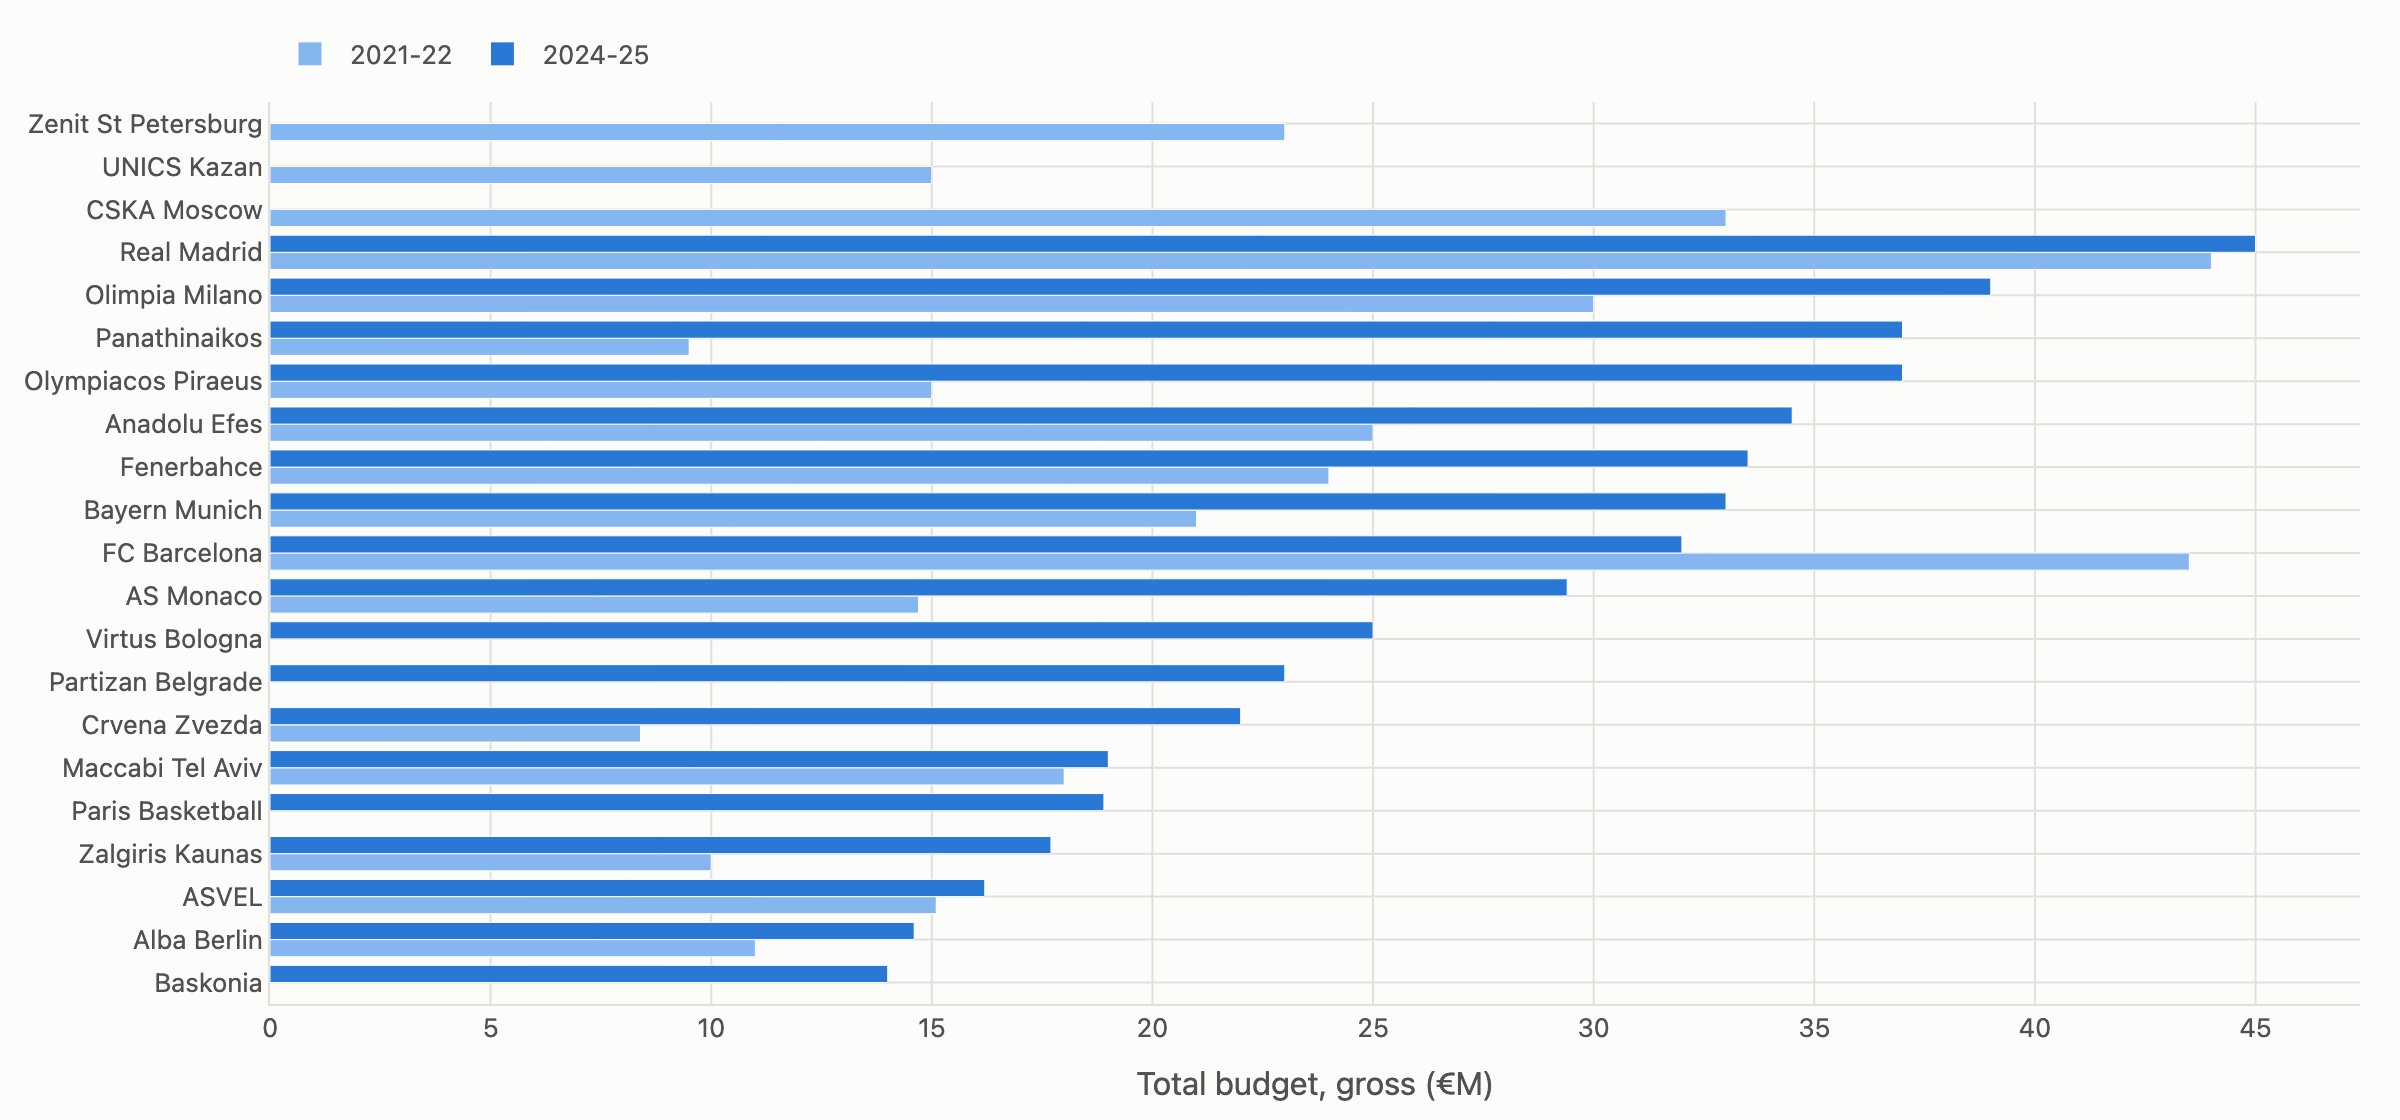 2021-22 2024-25
Zenit St Petersburg
UNICS Kazan
CSKA Moscow
Real Madrid
Olimpia Milano
Panathinaikos
Olympiacos Piraeus
Anadolu Efes
Fenerbahce
Bayern Munich
FC Barcelona
AS Monaco
Virtus Bologna
Partizan Belgrade
Crvena Zvezda
Maccabi Tel Aviv
Paris Basketball
Zalgiris Kaunas
ASVEL
Alba Berlin
Baskonia
0 5 10 15 20 25 30 35 40 45
Total budget, gross (€M)